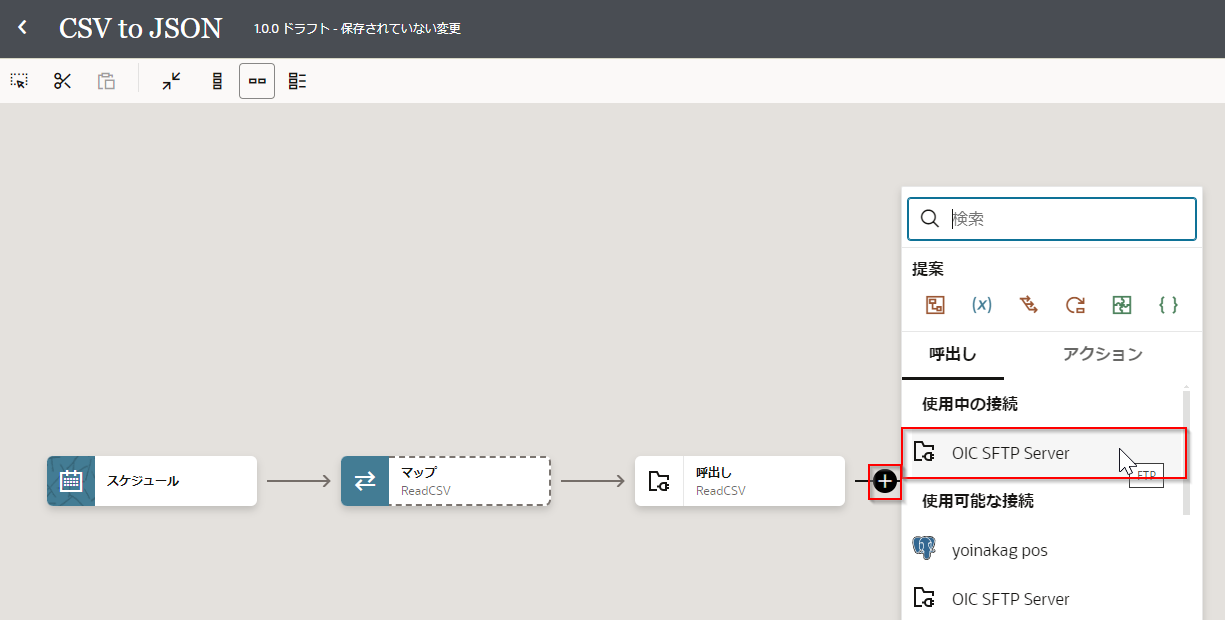 CSV to JSON
1.0.0 ドラフト - 保存されていない変更
検索
提案
(x)
{ }
呼出し
アクション
使用中の接続
OIC SFTP Server
FTP
使用可能な接続
yoinakag pos
OIC SFTP Server
スケジュール
マップ
ReadCSV
呼出し
ReadCSV